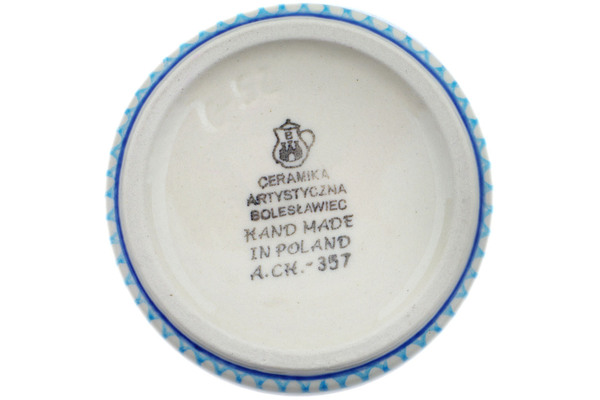 CERAMIKA
ARTYSTYCZNA
BOLESŁAWIEC
HAND MADE
IN POLAND
A.CH.-357